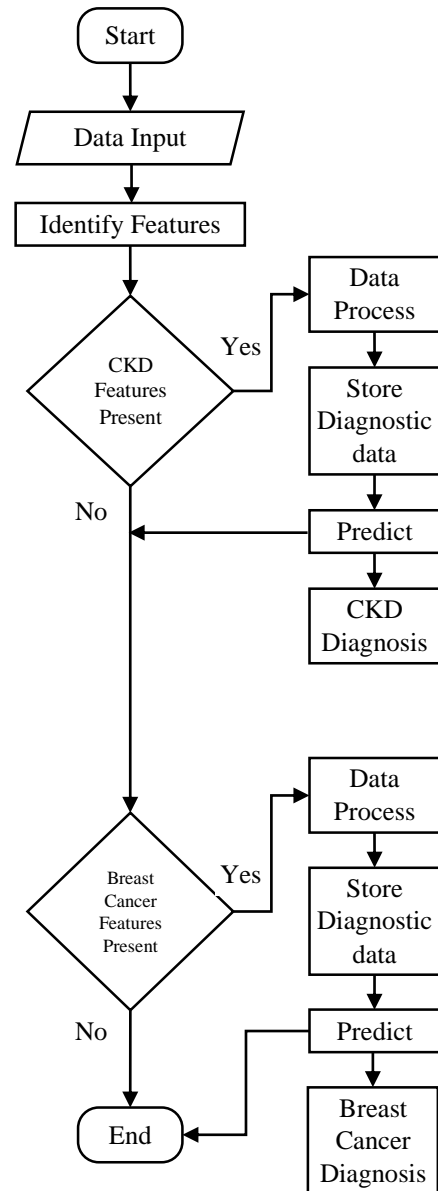 Start
Data Input
Identify Features
CKD
Features
Present
Yes
Data
Process
Store
Diagnostic
data
Predict
CKD
Diagnosis
No
Breast
Cancer
Features
Present
Yes
Data
Process
Store
Diagnostic
data
Predict
Breast
Cancer
Diagnosis
No
End